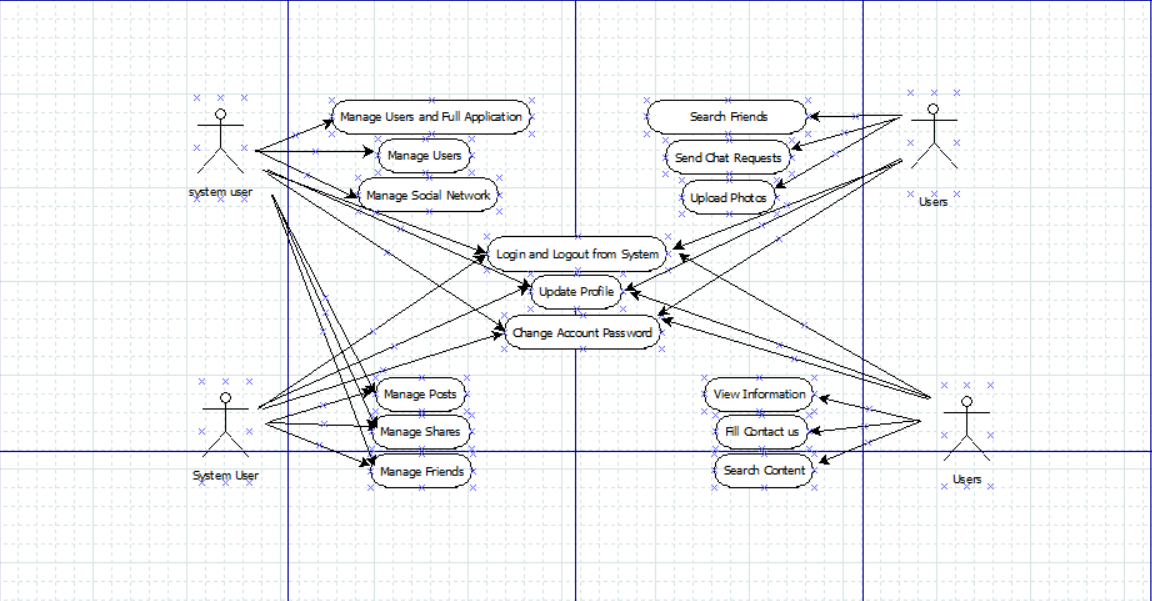 Manage Users and Full Application
Search Friends
Manage Users
Send Chat Requests
system user
Manage Social Network
Upload Photos
Users
Login and Logout from System
Update Profile
Change Account Password
Manage Posts
View Information
Manage Shares
Fill Contact us
Manage Friends
Search Content
System User
Users